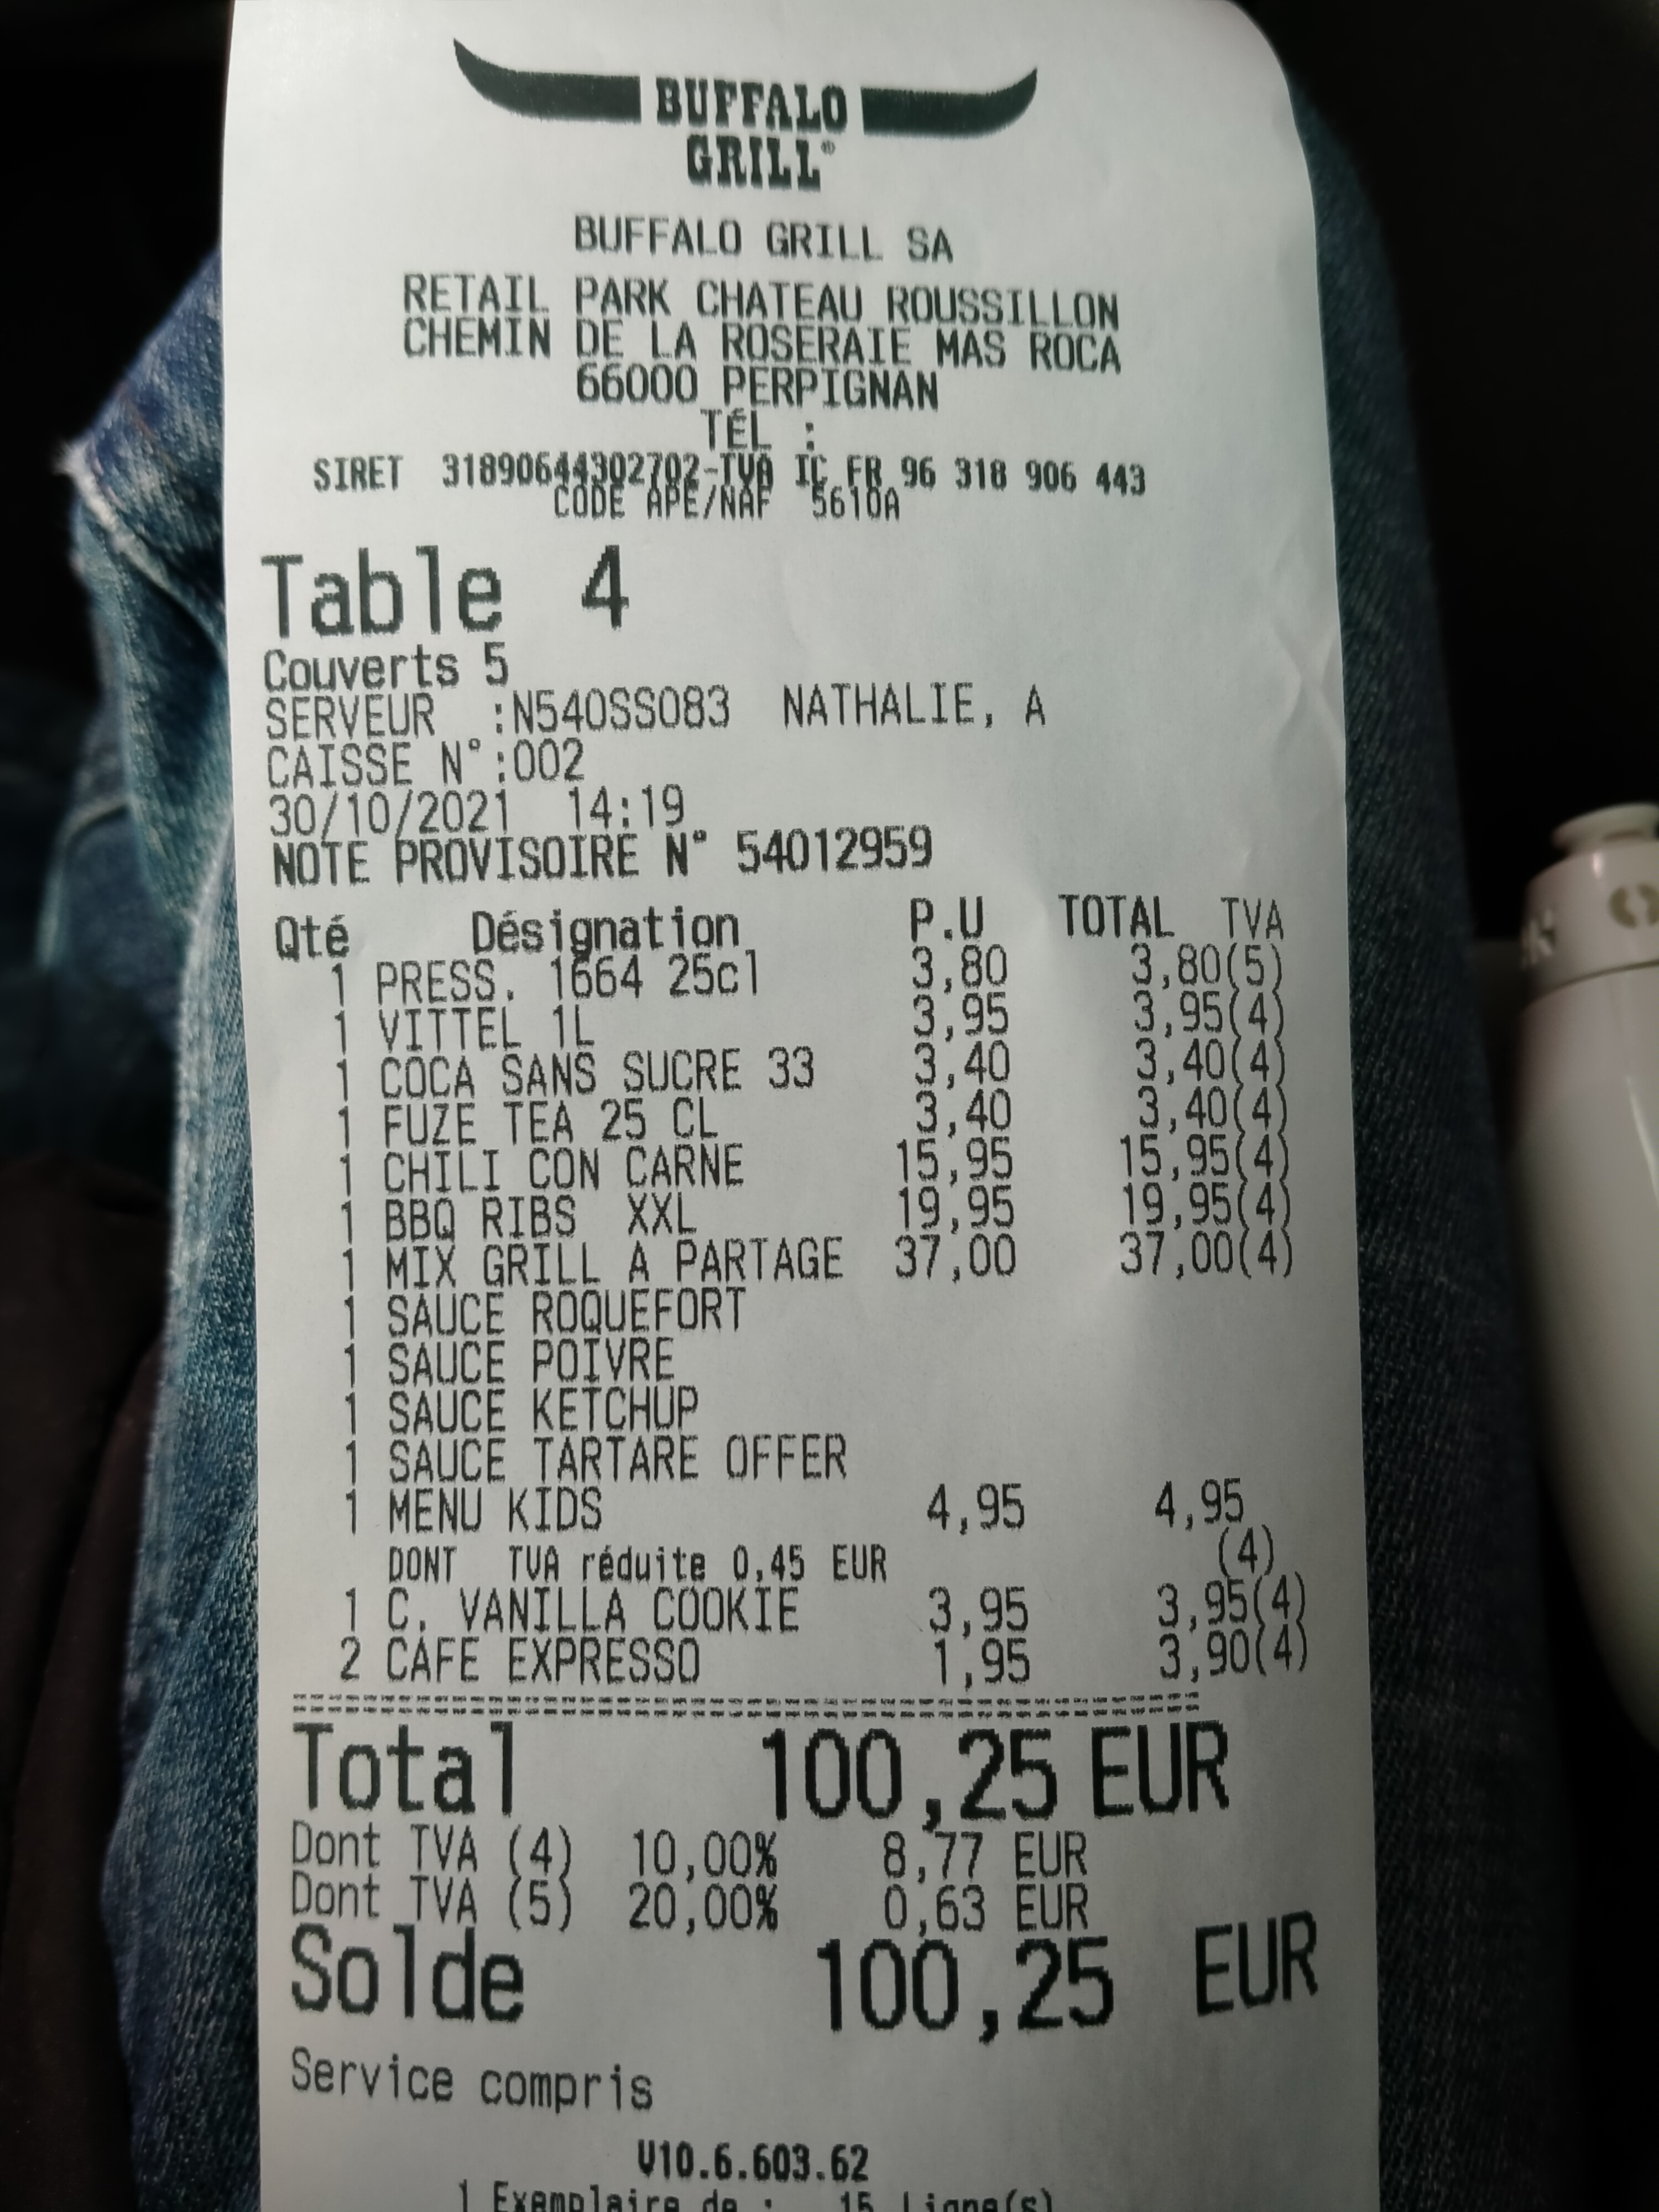 BUFFALO
GRILL®
BUFFALO GRILL SA
RETAIL PARK CHATEAU ROUSSILLON
CHEMIN DE LA ROSERAIE MAS ROCA
66000 PERPIGNAN
TÉL :
SIRET 31890644302702-TVA IC FR 96 318 906 443
CODE APE/NAF 5610A
Table 4
Couverts 5
SERVEUR :N540SS083 NATHALIE, A
CAISSE N°:002
30/10/2021 14:19
NOTE PROVISOIRE N° 54012959
Qté Désignation P.U TOTAL TVA
1 PRESS. 1664 25cl 3,80 3,80(5)
1 VITTEL 1L 3,95 3,95(4)
1 COCA SANS SUCRE 33 3,40 3,40(4)
1 FUZE TEA 25 CL 3,40 3,40(4)
1 CHILI CON CARNE 15,95 15,95(4)
1 BBQ RIBS XXL 19,95 19,95(4)
1 MIX GRILL A PARTAGE 37,00 37,00(4)
1 SAUCE ROQUEFORT
1 SAUCE POIVRE
1 SAUCE KETCHUP
1 SAUCE TARTARE OFFER
1 MENU KIDS 4,95 4,95
DONT TVA réduite 0,45 EUR (4)
1 C. VANILLA COOKIE 3,95 3,95(4)
2 CAFE EXPRESSO 1,95 3,90(4)
Total 100,25 EUR
Dont TVA (4) 10,00% 8,77 EUR
Dont TVA (5) 20,00% 0,63 EUR
Solde 100,25 EUR
Service compris
V10.6.603.62
1 Exemplaire de : 15 Ligne(s)